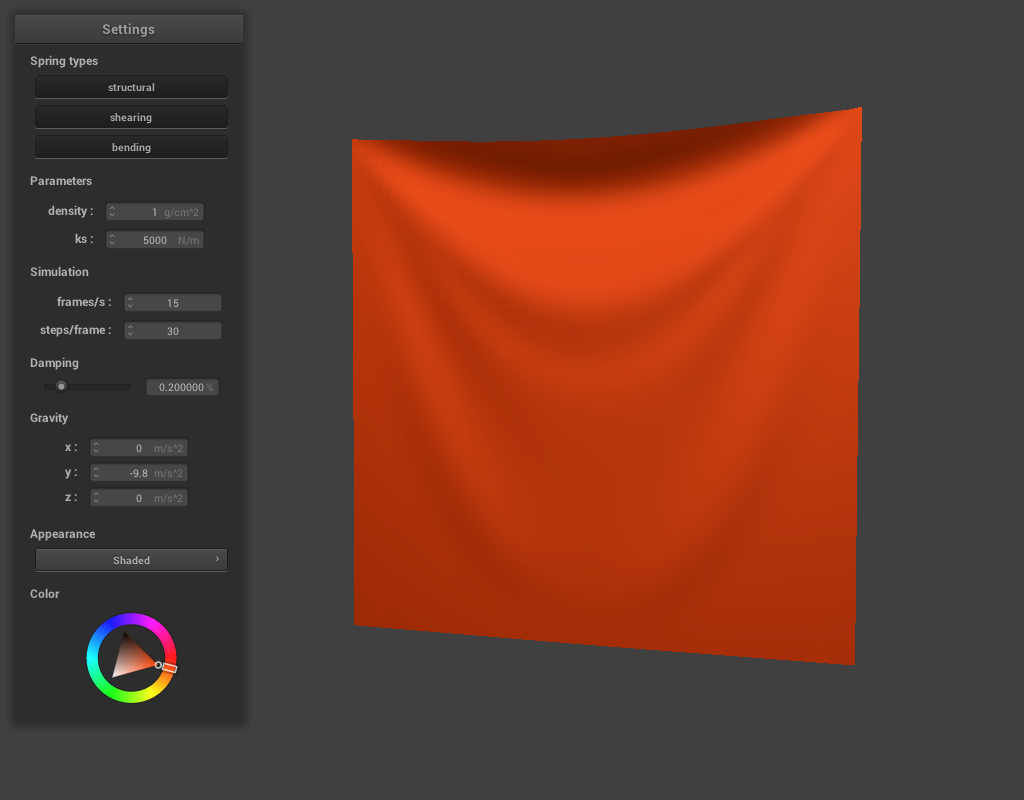 Settings
Spring types
structural
shearing
bending
Parameters
density : 1 g/cm^2
ks : 5000 N/m
Simulation
frames/s : 15
steps/frame : 30
Damping
0.200000 %
Gravity
x : 0 m/s^2
y : -9.8 m/s^2
z : 0 m/s^2
Appearance
Shaded
Color